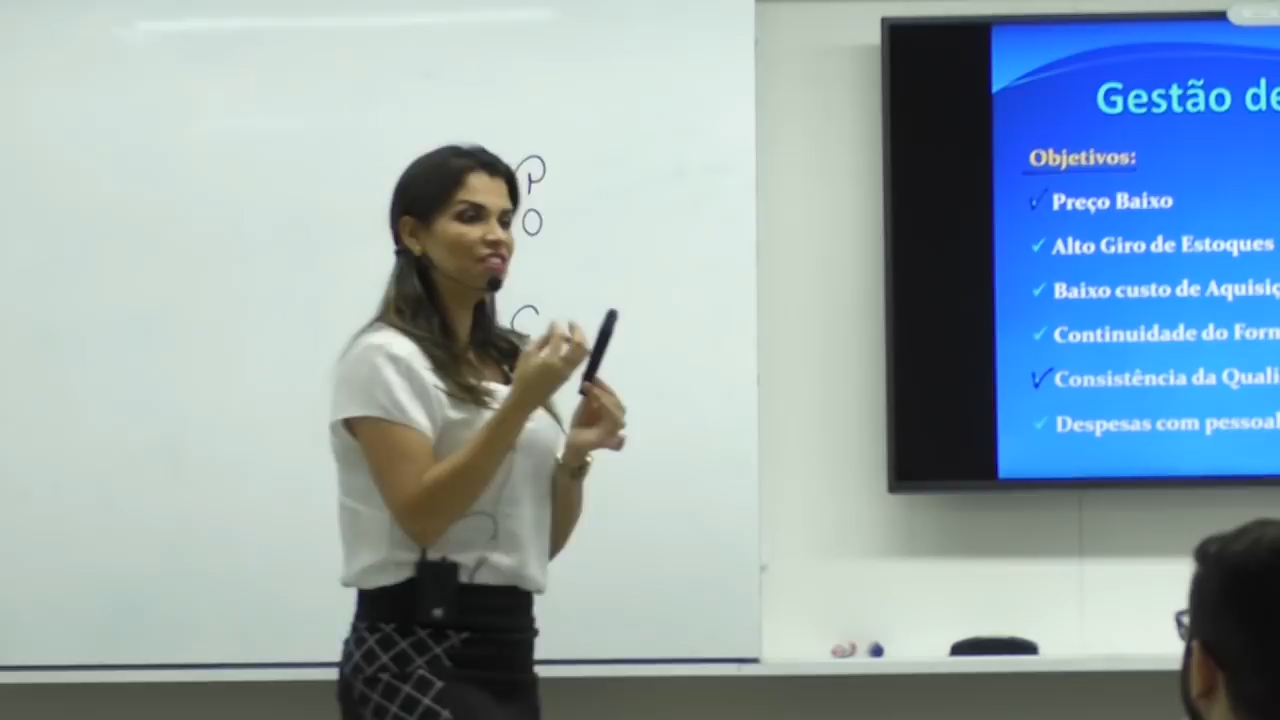 P
O
C
Gestão de
Objetivos:
Preço Baixo
Alto Giro de Estoques
Baixo custo de Aquisiç
Continuidade do Forn
Consistência da Quali
Despesas com pessoal